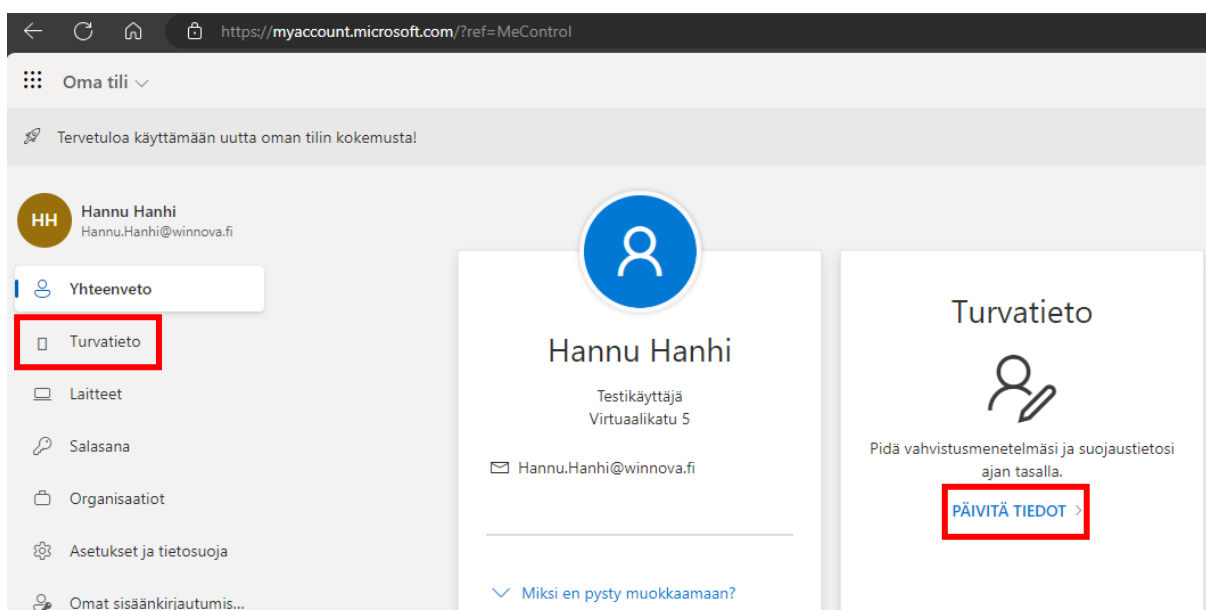 https://myaccount.microsoft.com/?ref=MeControl
Oma tili
Tervetuloa käyttämään uutta oman tilin kokemusta!
HH
Hannu Hanhi
Hannu.Hanhi@winnova.fi
Yhteenveto
Turvatieto
Laitteet
Salasana
Organisaatiot
Asetukset ja tietosuoja
Omat sisäänkirjautumis...
Hannu Hanhi
Testikäyttäjä
Virtuaalikatu 5
Hannu.Hanhi@winnova.fi
Miksi en pysty muokkaamaan?
Turvatieto
Pidä vahvistusmenetelmäsi ja suojaustietosi
ajan tasalla.
PÄIVITÄ TIEDOT